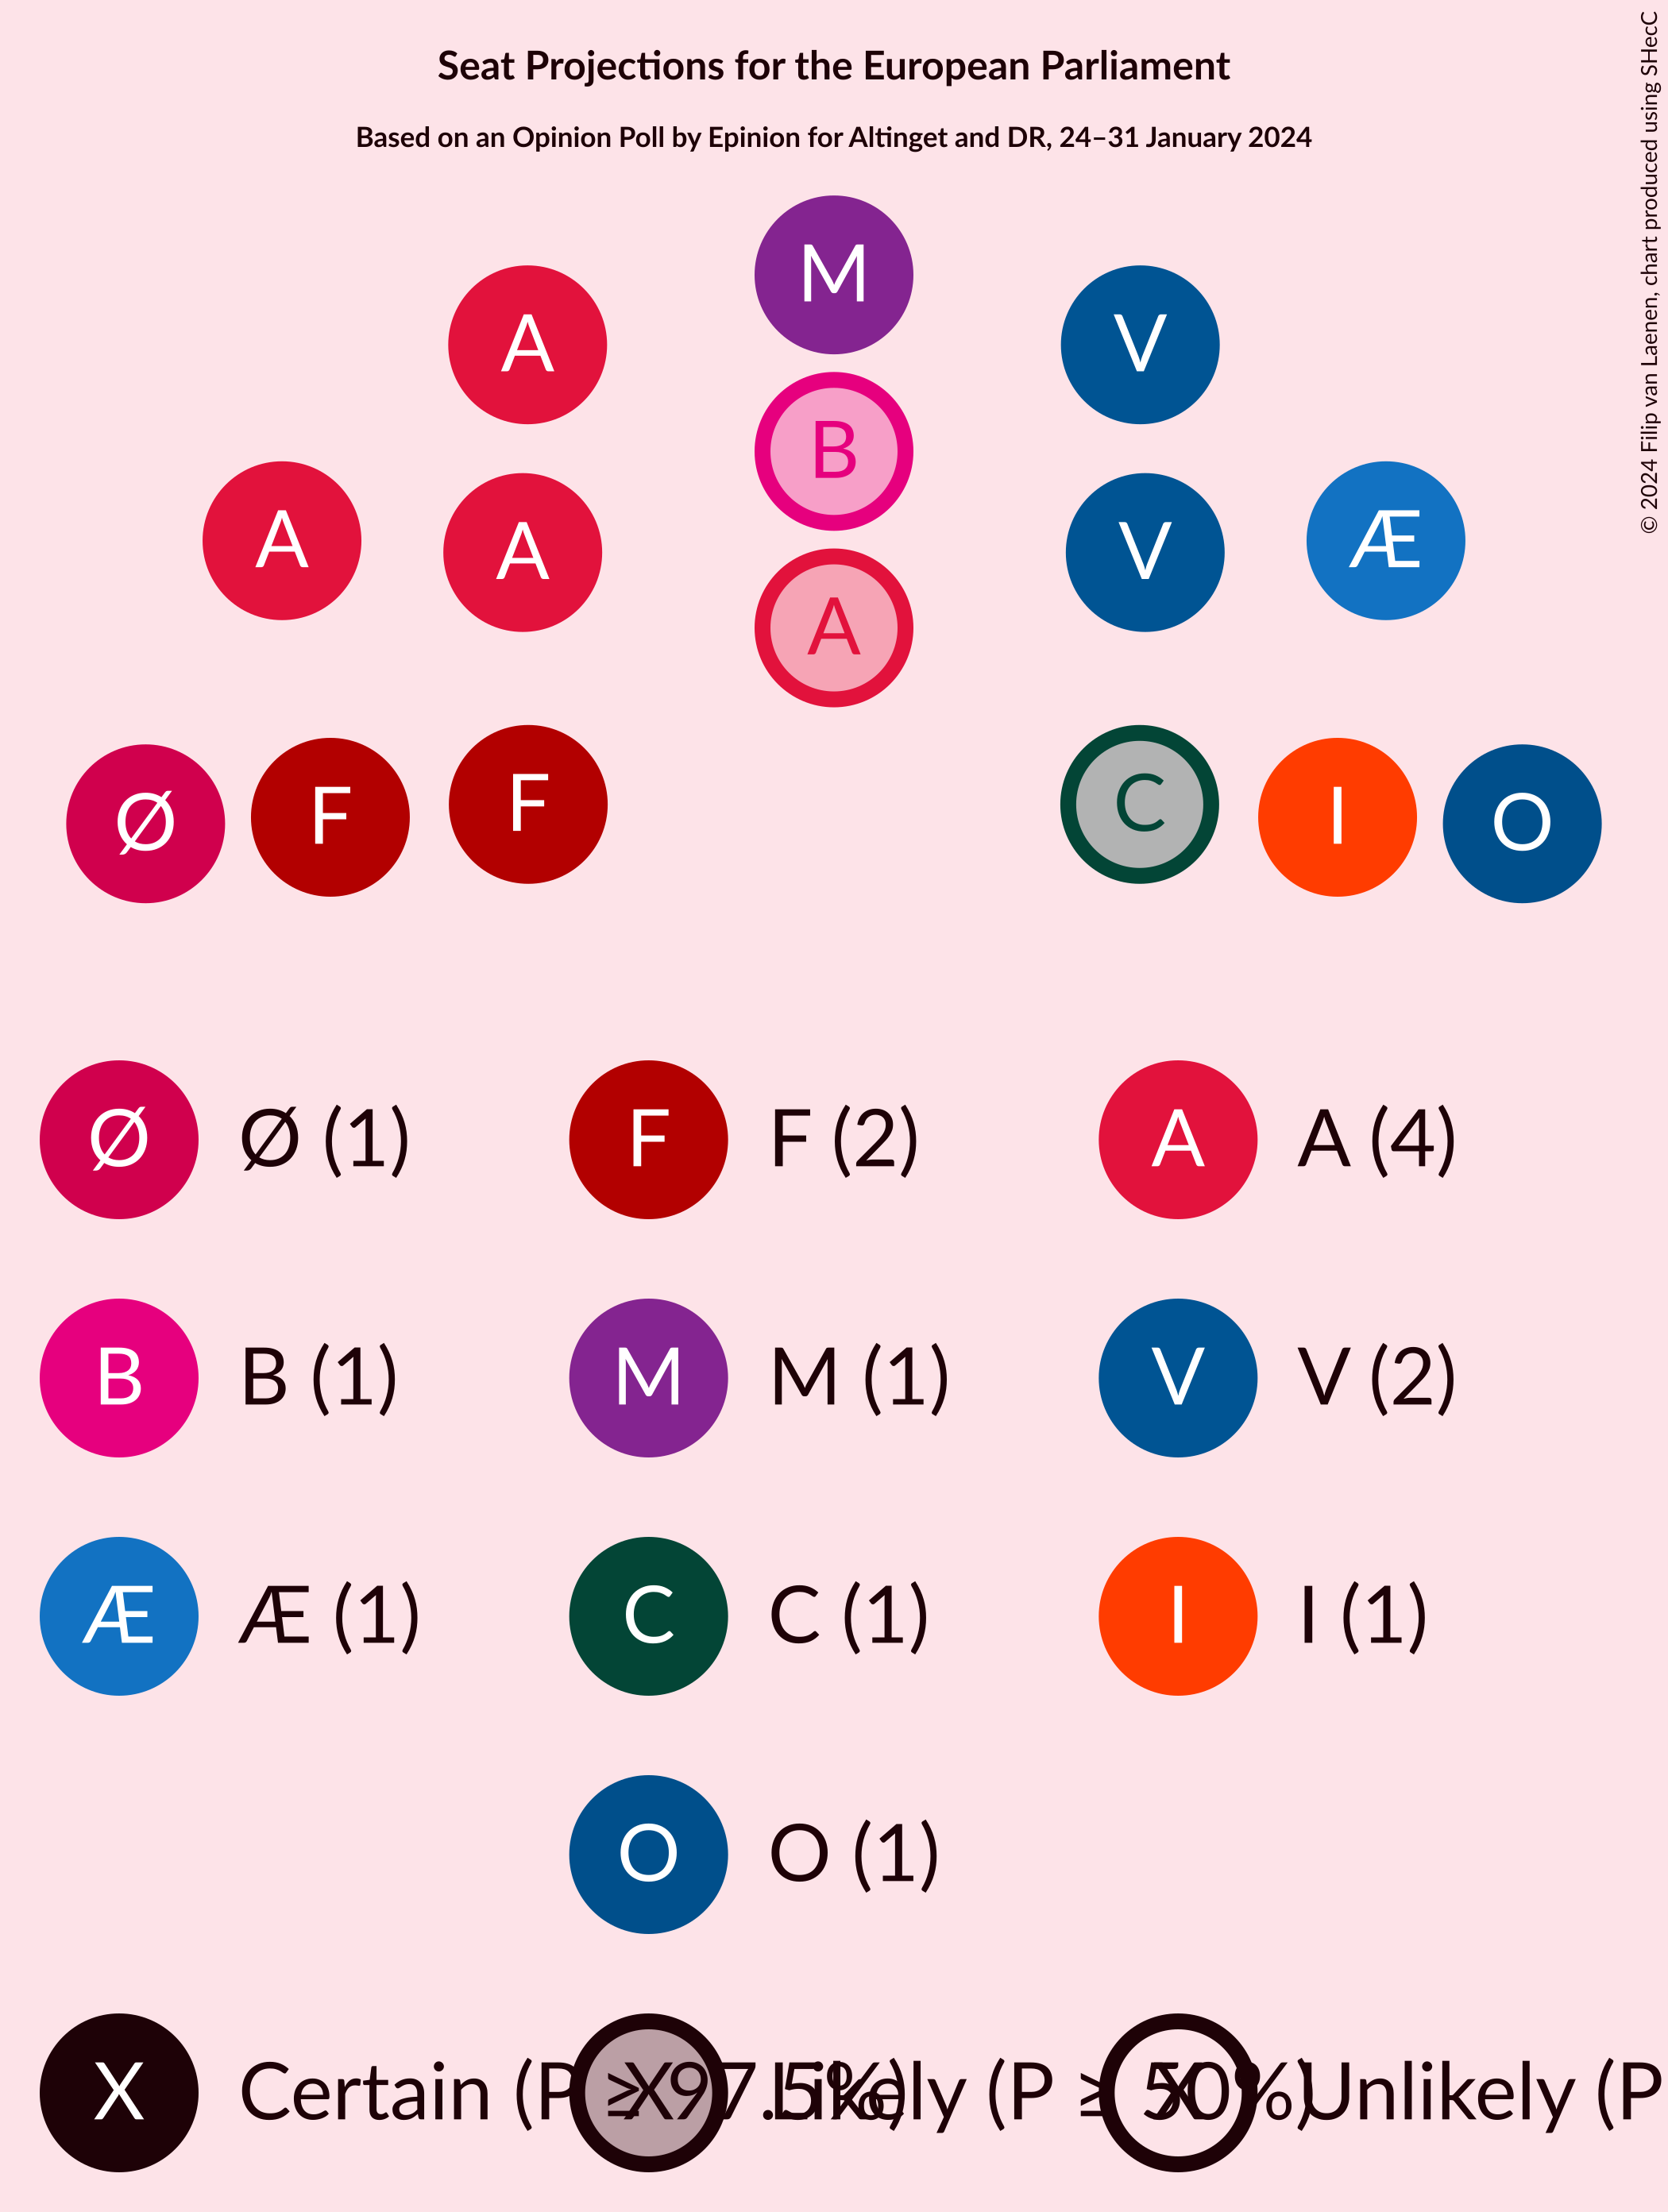 Seat Projections for the European Parliament
Based on an Opinion Poll by Epinion for Altinget and DR, 24–31 January 2024
© 2024 Filip van Laenen, chart produced using SHecC
M
A V
B
A A V Æ
A
Ø F F C I O
Ø Ø (1) F F (2) A A (4)
B B (1) M M (1) V V (2)
Æ Æ (1) C C (1) I I (1)
O O (1)
X Certain (P ≥ 97.5%) X Likely (P ≥ 50%) X Unlikely (P